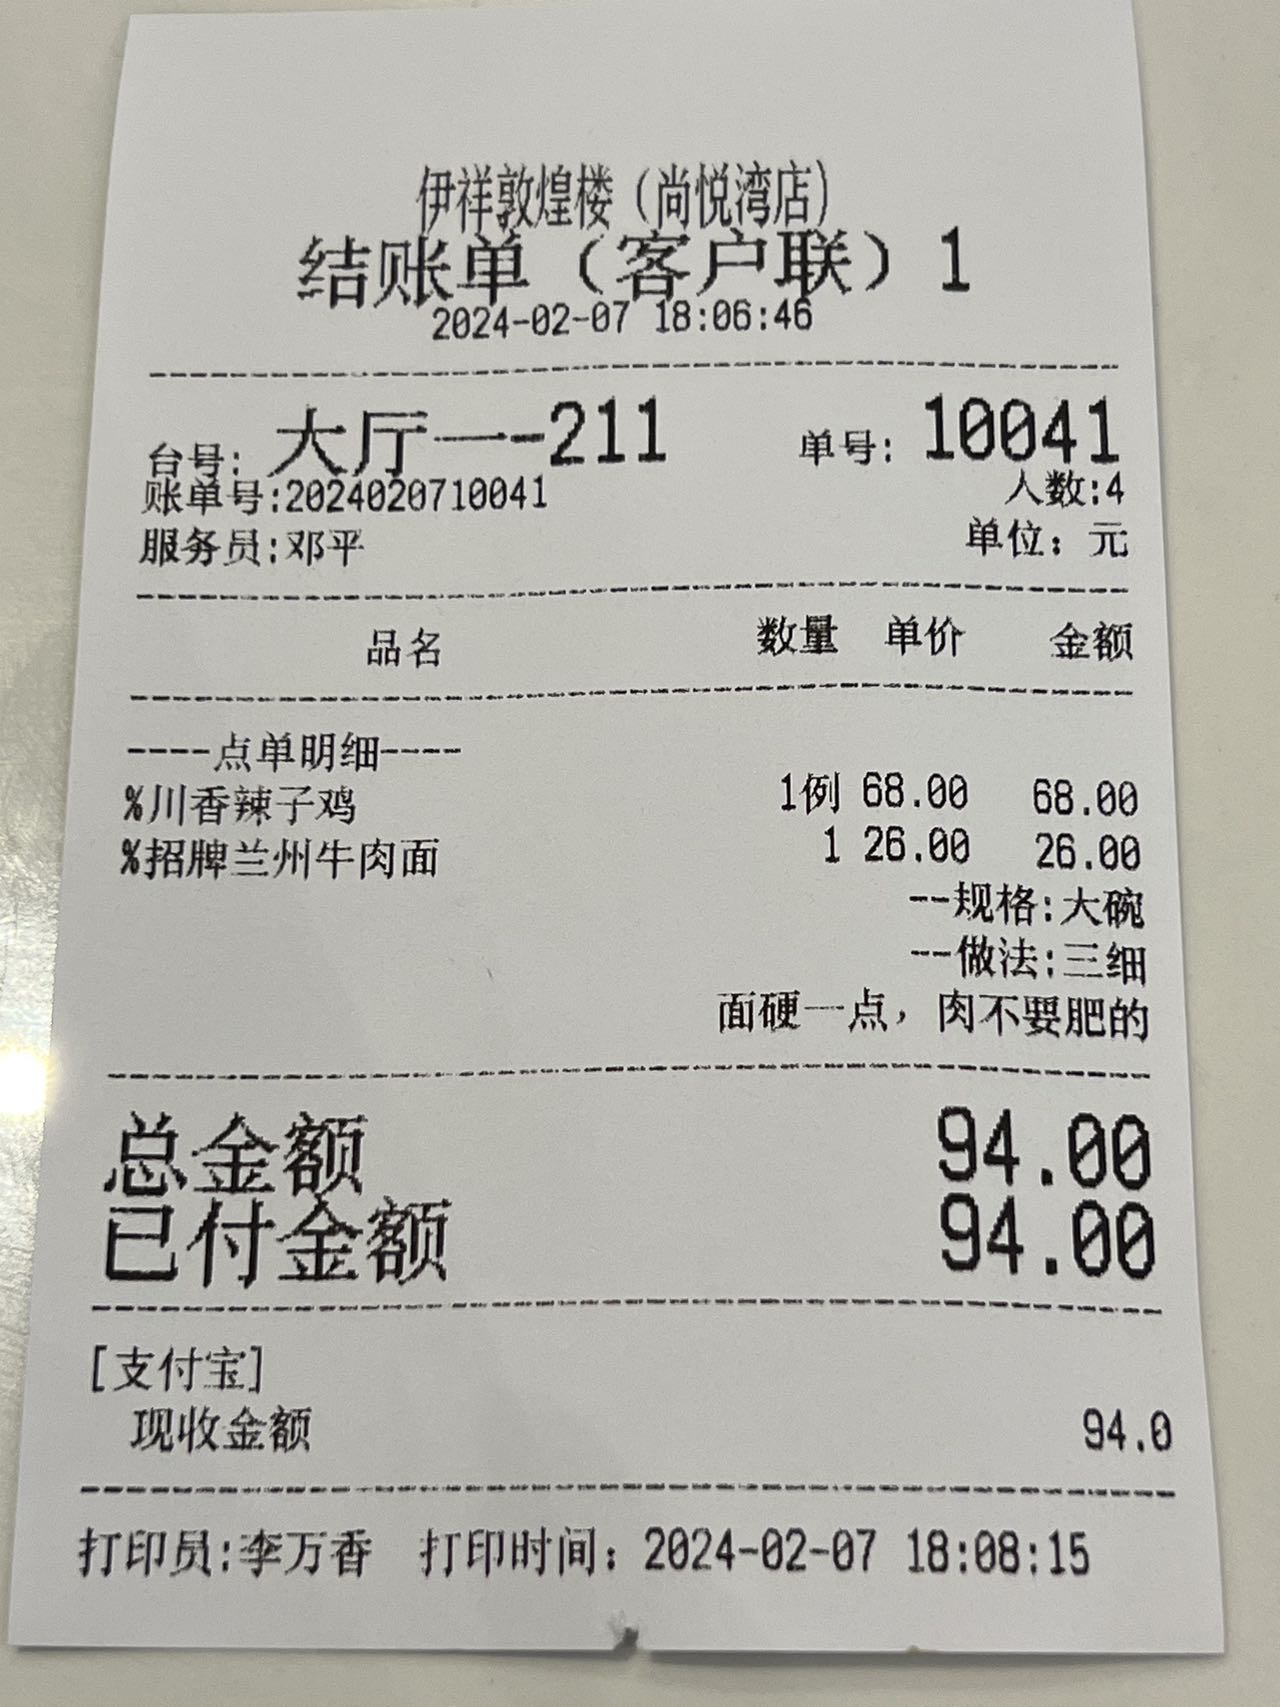 伊祥敦煌楼（尚悦湾店）
结账单（客户联）1
2024-02-07 18:06:46
台号: 大厅一-211 单号: 10041
账单号:2024020710041 人数:4
服务员:邓平 单位: 元
品名 数量 单价 金额
----点单明细----
%川香辣子鸡 1例 68.00 68.00
%招牌兰州牛肉面 1 26.00 26.00
--规格:大碗
--做法:三细
面硬一点，肉不要肥的
总金额 94.00
已付金额 94.00
[支付宝]
现收金额 94.0
打印员:李万香 打印时间: 2024-02-07 18:08:15